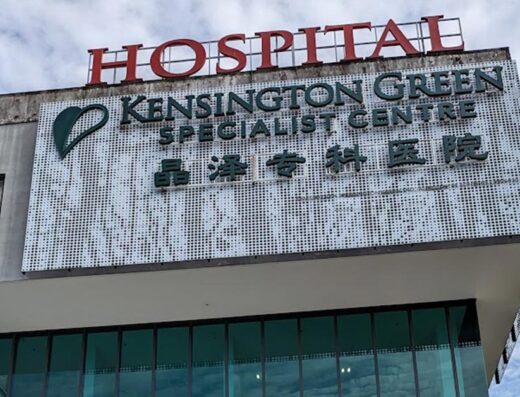 HOSPITAL
KENSINGTON GREEN
SPECIALIST CENTRE
晶泽专科医院